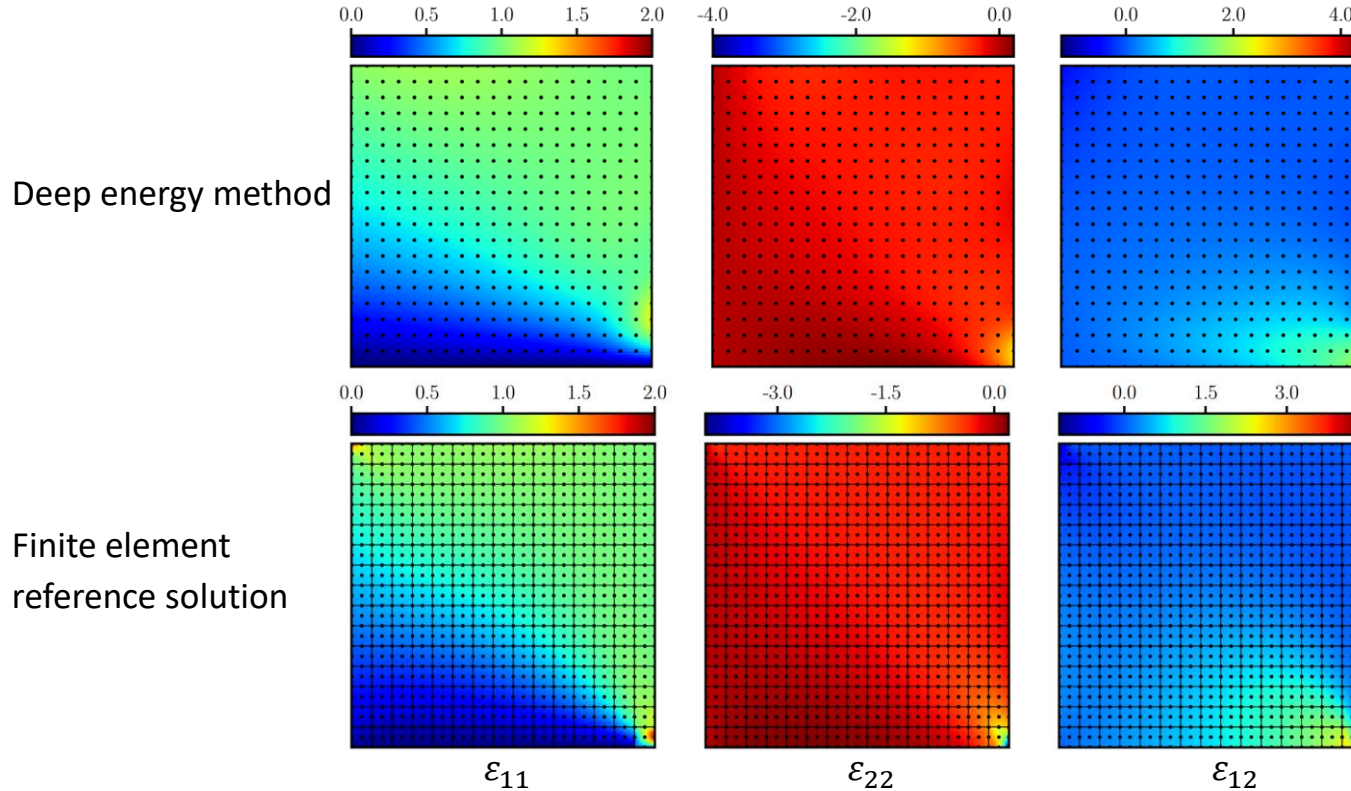 0.0 0.5 1.0 1.5 2.0
-4.0 -2.0 0.0
0.0 2.0 4.0
Deep energy method
0.0 0.5 1.0 1.5 2.0
-3.0 -1.5 0.0
0.0 1.5 3.0
Finite element
reference solution
ε₁₁
ε₂₂
ε₁₂